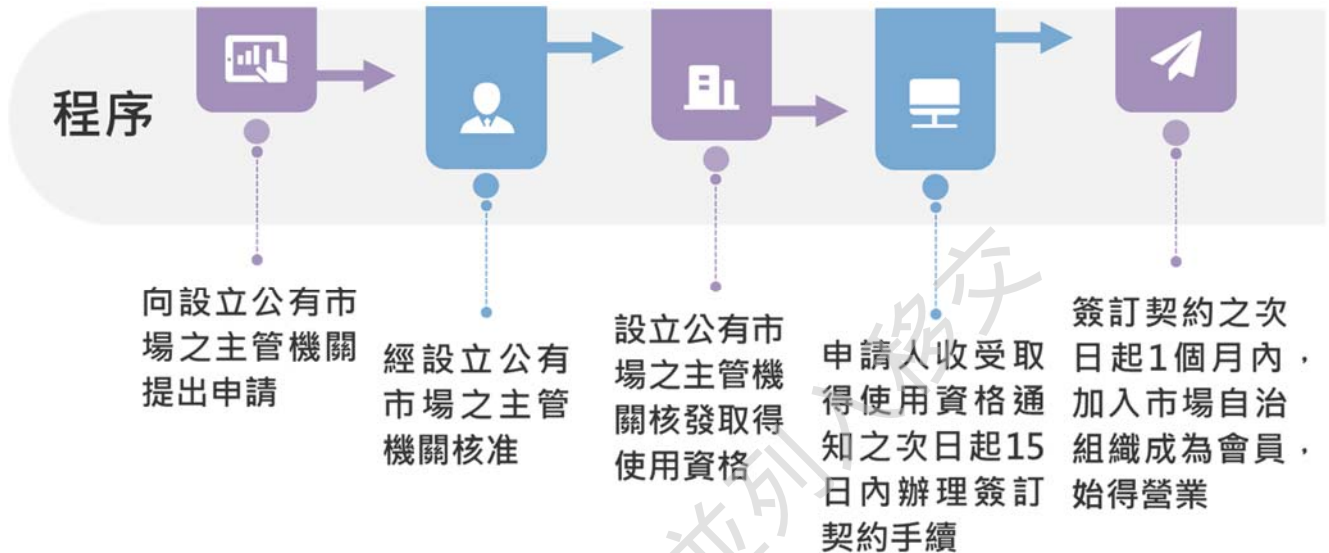 程序
向設立公有市
場之主管機關
提出申請
經設立公有
市場之主管
機關核准
設立公有市
場之主管機
關核發取得
使用資格
申請人收受取
得使用資格通
知之次日起15
日內辦理簽訂
契約手續
簽訂契約之次
日起1個月內，
加入市場自治
組織成為會員，
始得營業
並列入移交